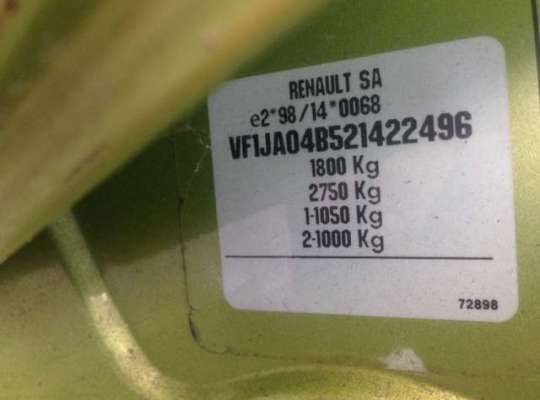 RENAULT SA
e2*98/14*0068
VF1JA04B521422496
1800 Kg
2750 Kg
1-1050 Kg
2-1000 Kg
72898